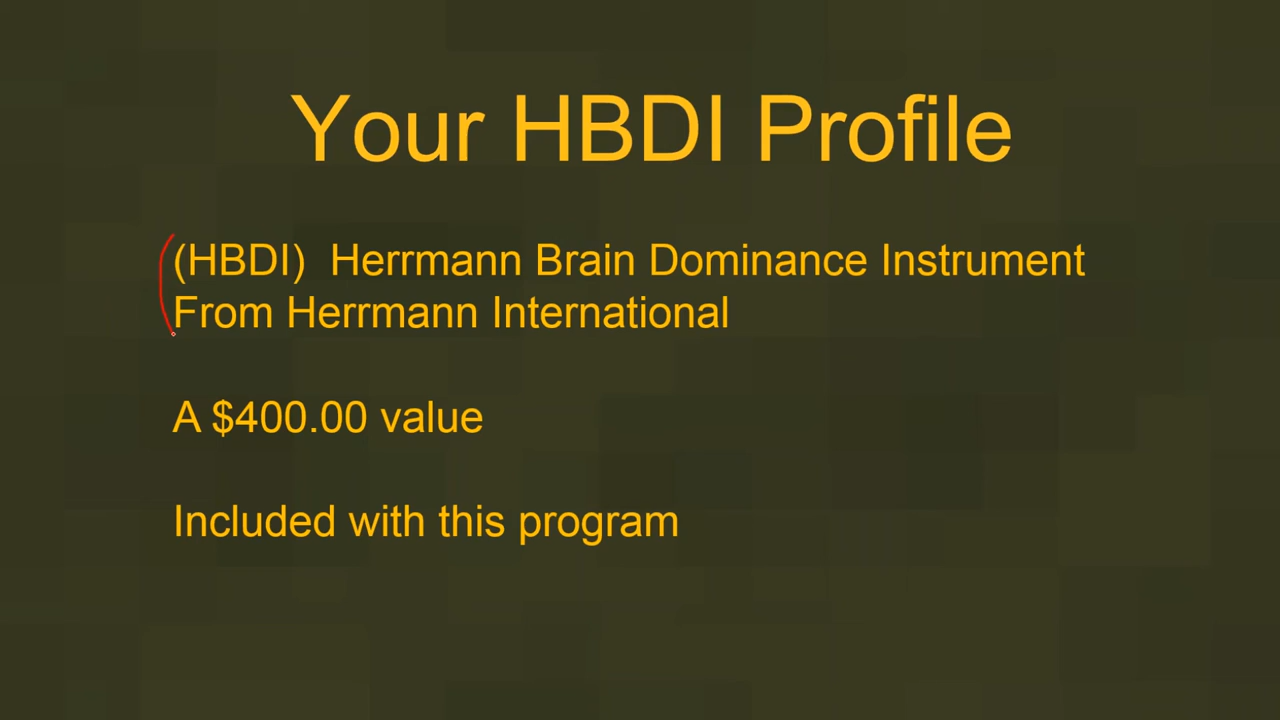 Your HBDI Profile
(HBDI) Herrmann Brain Dominance Instrument
From Herrmann International
A $400.00 value
Included with this program